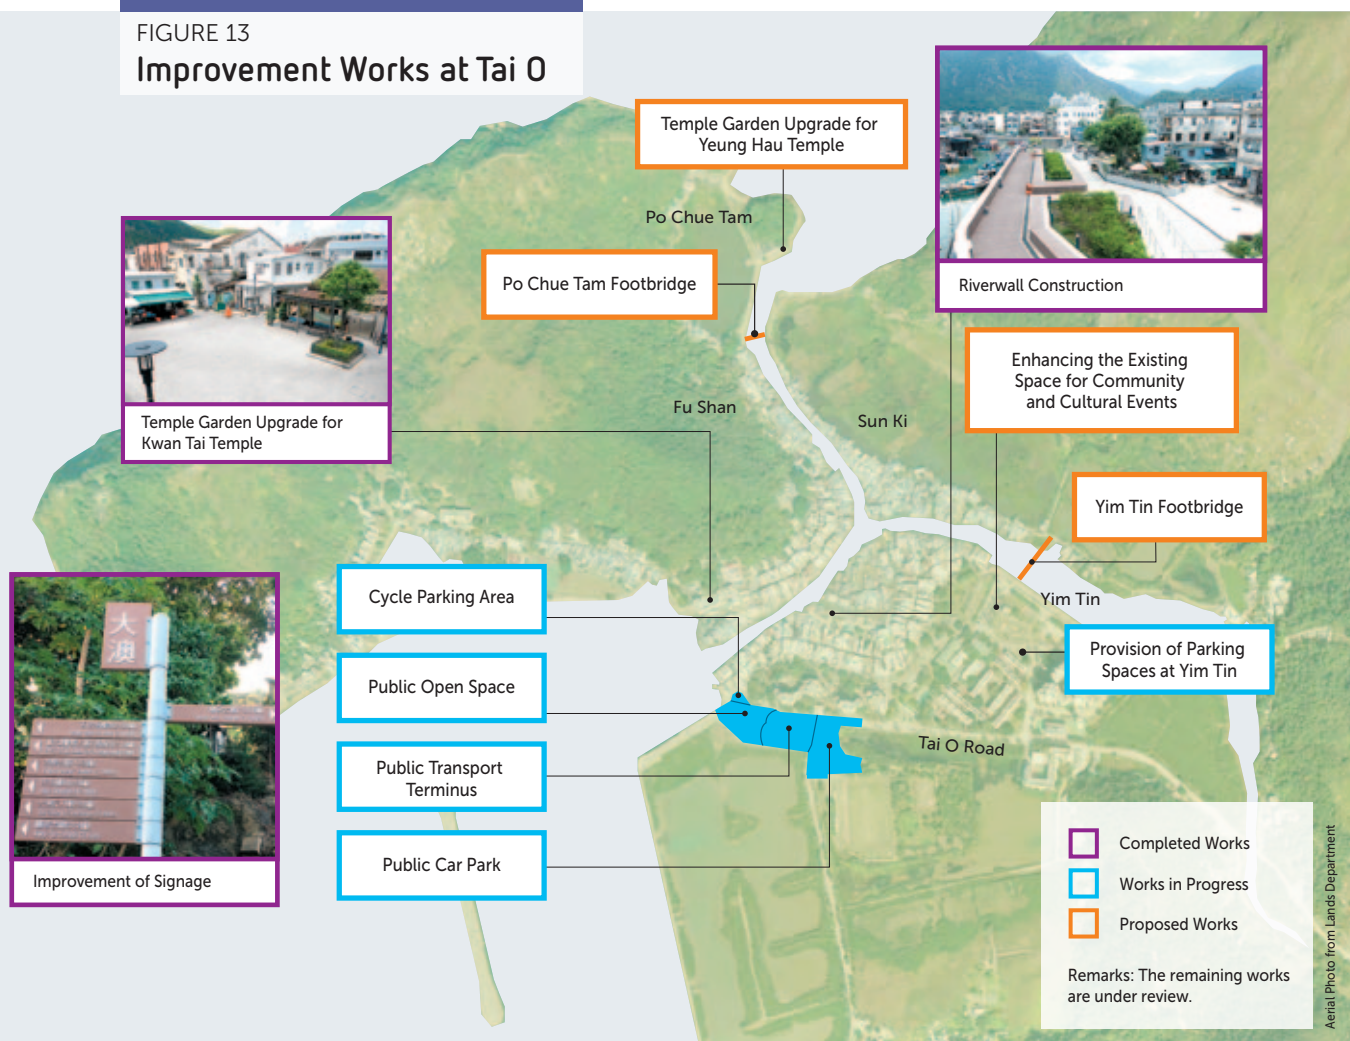 FIGURE 13
Improvement Works at Tai O
Temple Garden Upgrade for
Yeung Hau Temple
Po Chue Tam
Po Chue Tam Footbridge
Riverwall Construction
Enhancing the Existing
Space for Community
and Cultural Events
Temple Garden Upgrade for
Kwan Tai Temple
Fu Shan
Sun Ki
Yim Tin Footbridge
Yim Tin
Provision of Parking
Spaces at Yim Tin
Cycle Parking Area
Public Open Space
Public Transport
Terminus
Public Car Park
Tai O Road
大
澳
Improvement of Signage
Completed Works
Works in Progress
Proposed Works
Remarks: The remaining works
are under review.
Aerial Photo from Lands Department